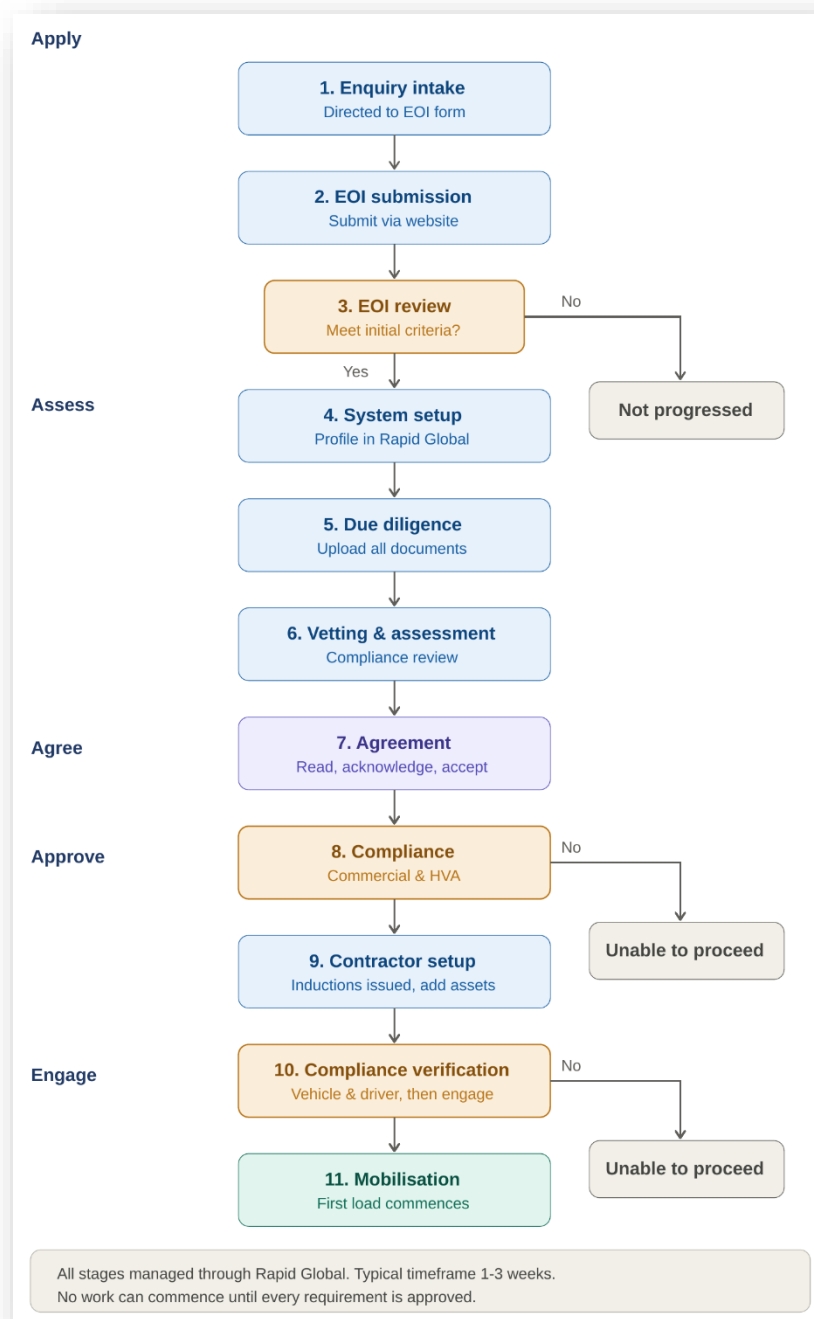 Apply
1. Enquiry intake
Directed to EOI form
2. EOI submission
Submit via website
3. EOI review
Meet initial criteria?
No
Yes
Not progressed
Assess
4. System setup
Profile in Rapid Global
5. Due diligence
Upload all documents
6. Vetting & assessment
Compliance review
Agree
7. Agreement
Read, acknowledge, accept
Approve
8. Compliance
Commercial & HVA
No
Unable to proceed
9. Contractor setup
Inductions issued, add assets
Engage
10. Compliance verification
Vehicle & driver, then engage
No
Unable to proceed
11. Mobilisation
First load commences
All stages managed through Rapid Global. Typical timeframe 1-3 weeks.
No work can commence until every requirement is approved.